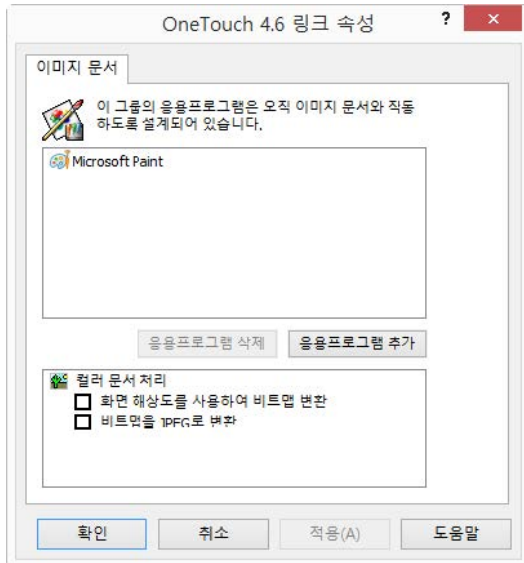 OneTouch 4.6 링크 속성
?
×
이미지 문서
이 그룹의 응용프로그램은 오직 이미지 문서와 작동
하도록 설계되어 있습니다.
Microsoft Paint
응용프로그램 삭제
응용프로그램 추가
컬러 문서 처리
화면 해상도를 사용하여 비트맵 변환
비트맵을 JPEG로 변환
확인
취소
적용(A)
도움말